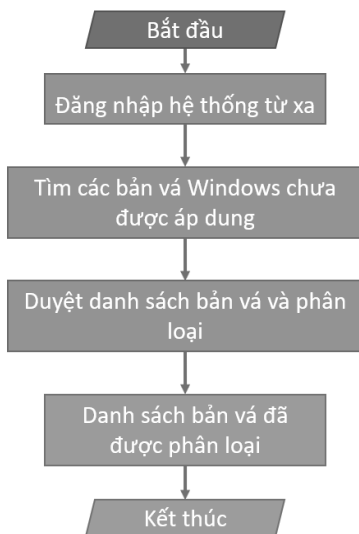 Bắt đầu
Đăng nhập hệ thống từ xa
Tìm các bản vá Windows chưa
được áp dung
Duyệt danh sách bản vá và phân
loại
Danh sách bản vá đã
được phân loại
Kết thúc